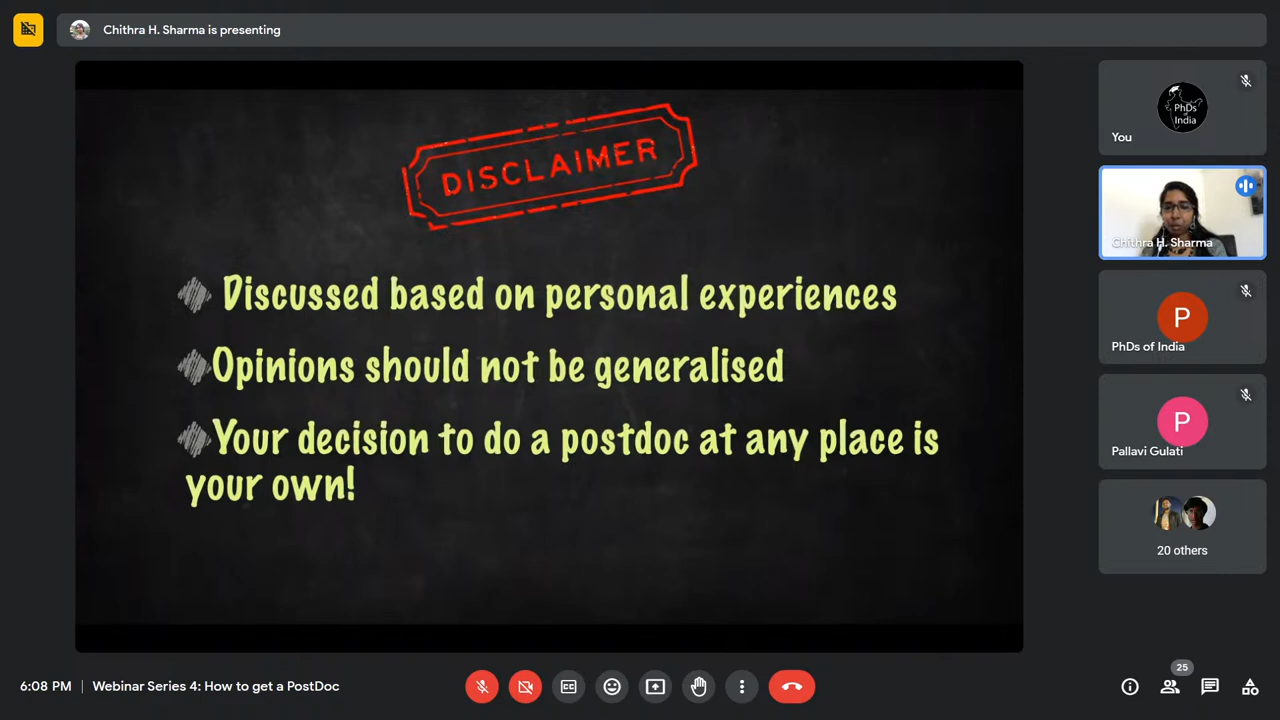 Chithra H. Sharma is presenting
DISCLAIMER
Discussed based on personal experiences
Opinions should not be generalised
Your decision to do a postdoc at any place is
your own!
PhDs
India
You
Chithra H. Sharma
P
PhDs of India
P
Pallavi Gulati
20 others
6:08 PM
Webinar Series 4: How to get a PostDoc
CC
25